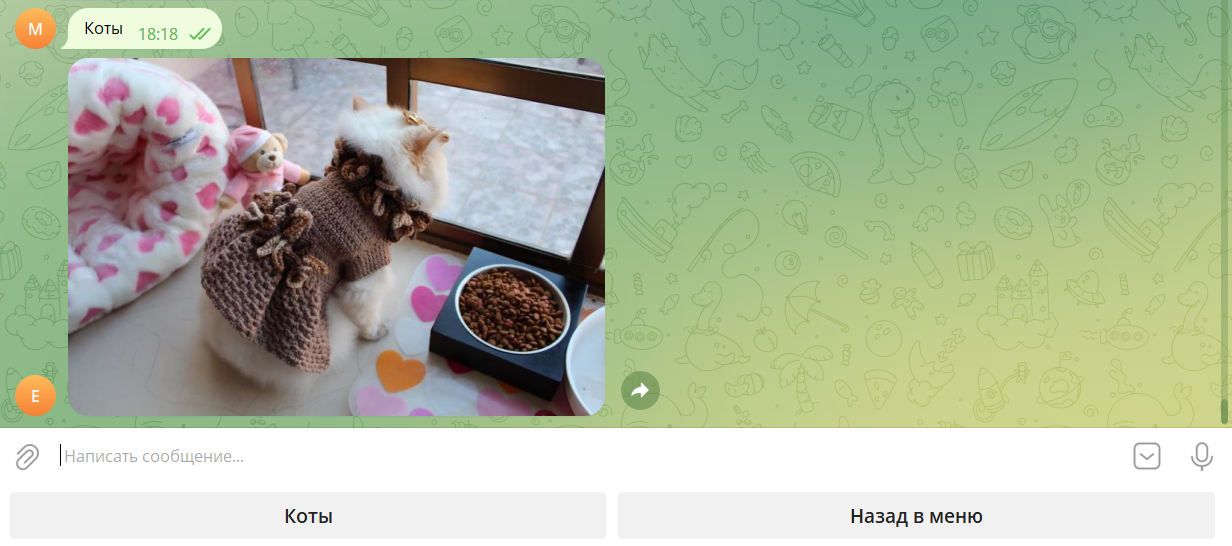 М
Коты 18:18
Е
Написать сообщение...
Коты
Назад в меню